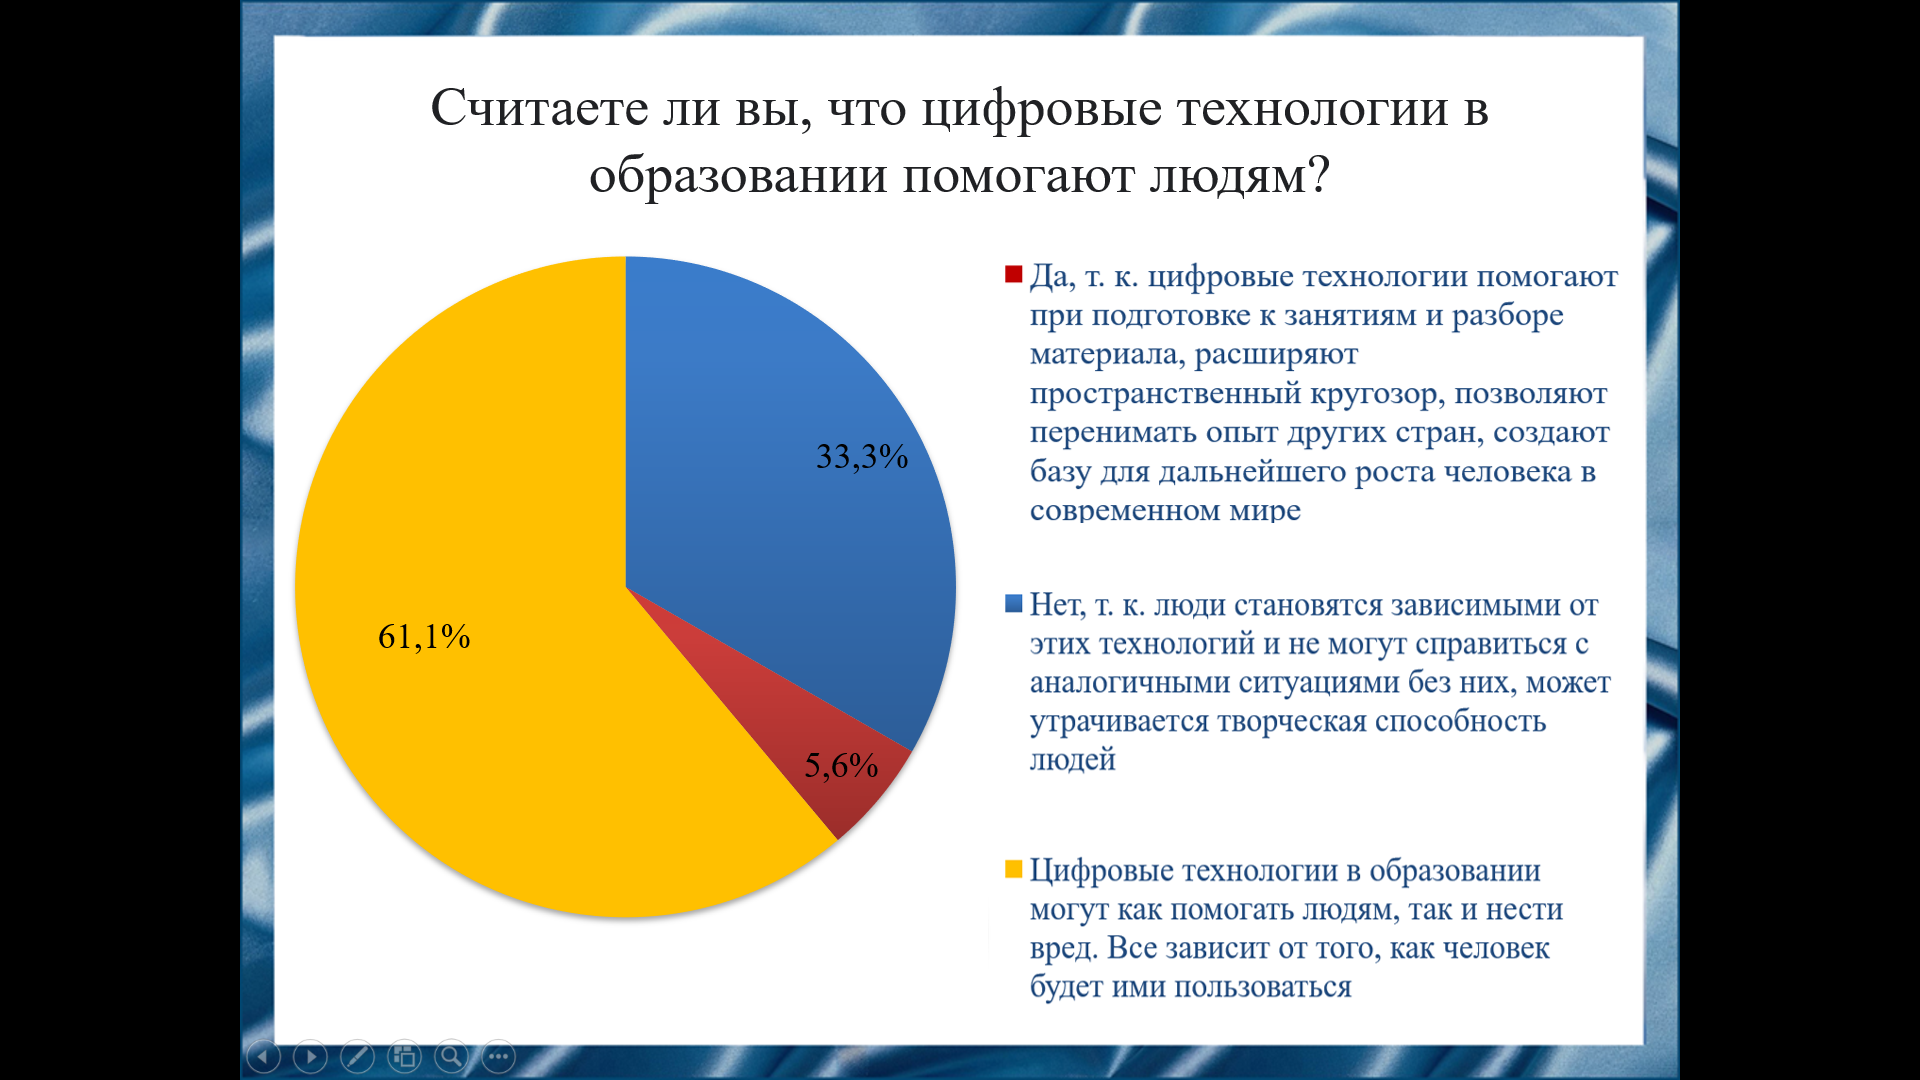 Считаете ли вы, что цифровые технологии в
образовании помогают людям?
33,3%
61,1%
5,6%
Да, т. к. цифровые технологии помогают
при подготовке к занятиям и разборе
материала, расширяют
пространственный кругозор, позволяют
перенимать опыт других стран, создают
базу для дальнейшего роста человека в
современном мире
Нет, т. к. люди становятся зависимыми от
этих технологий и не могут справиться с
аналогичными ситуациями без них, может
утрачивается творческая способность
людей
Цифровые технологии в образовании
могут как помогать людям, так и нести
вред. Все зависит от того, как человек
будет ими пользоваться